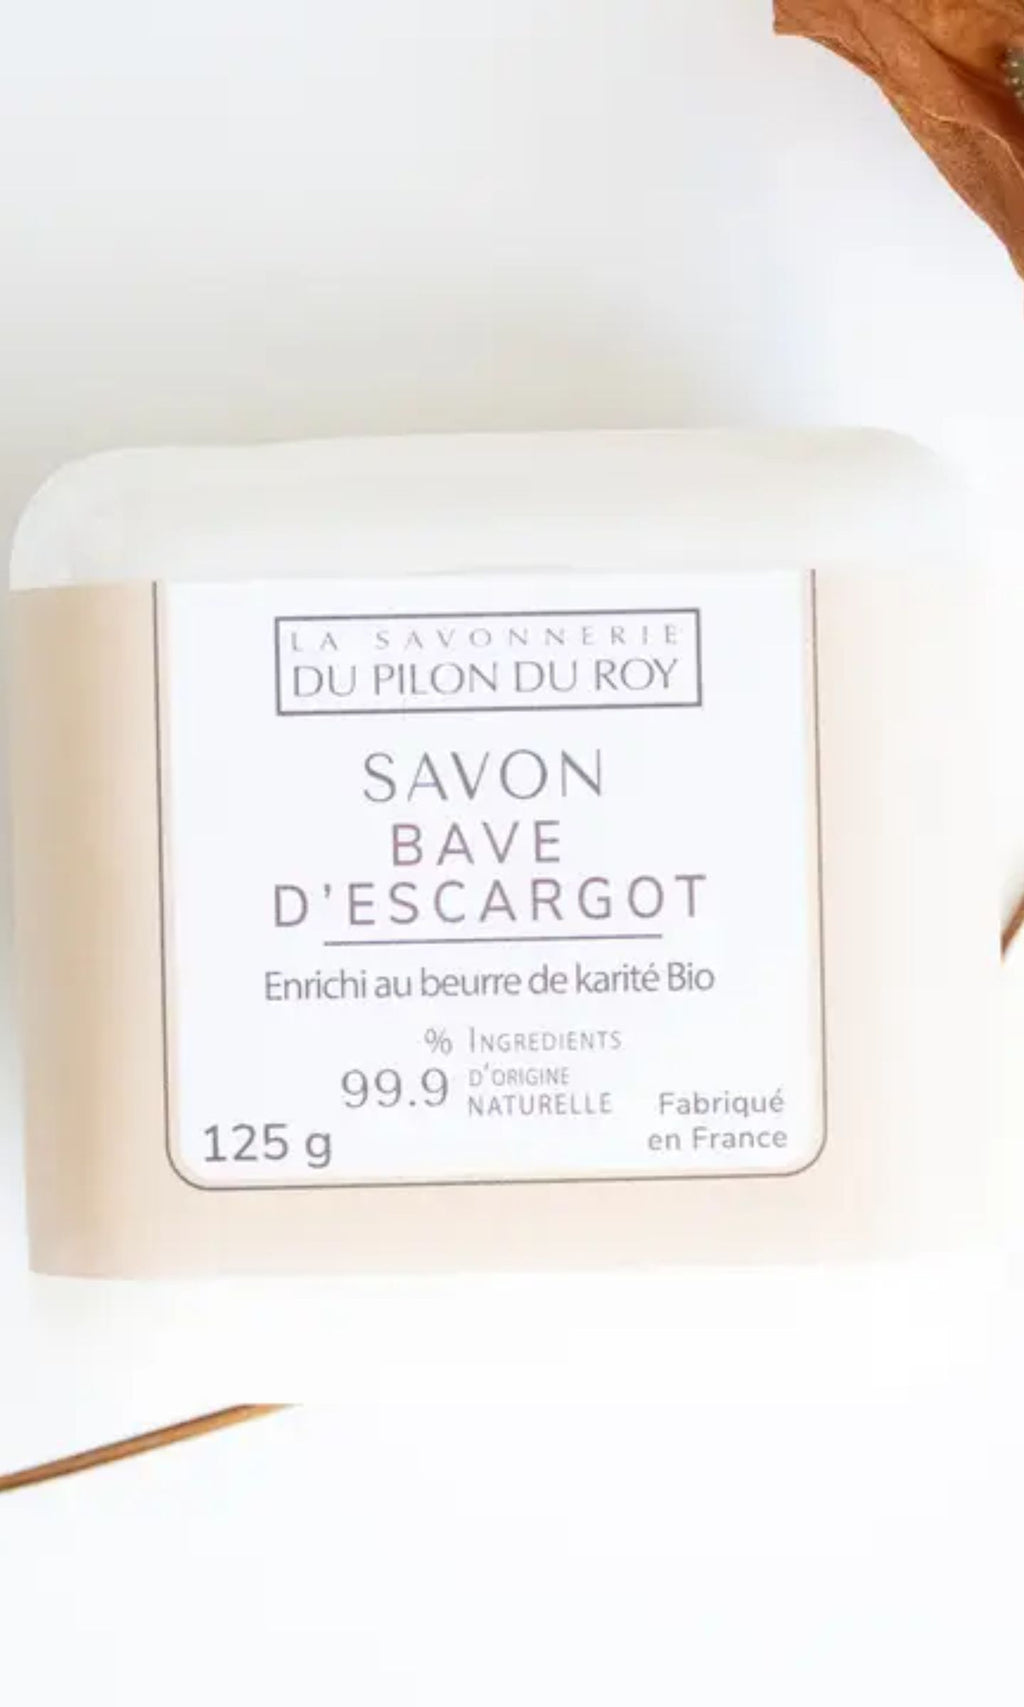 LA SAVONNERIE
DU PILON DU ROY
SAVON
BAVE
D'ESCARGOT
Enrichi au beurre de karité Bio
% INGREDIENTS
99.9 D'ORIGINE
NATURELLE
Fabriqué
en France
125 g